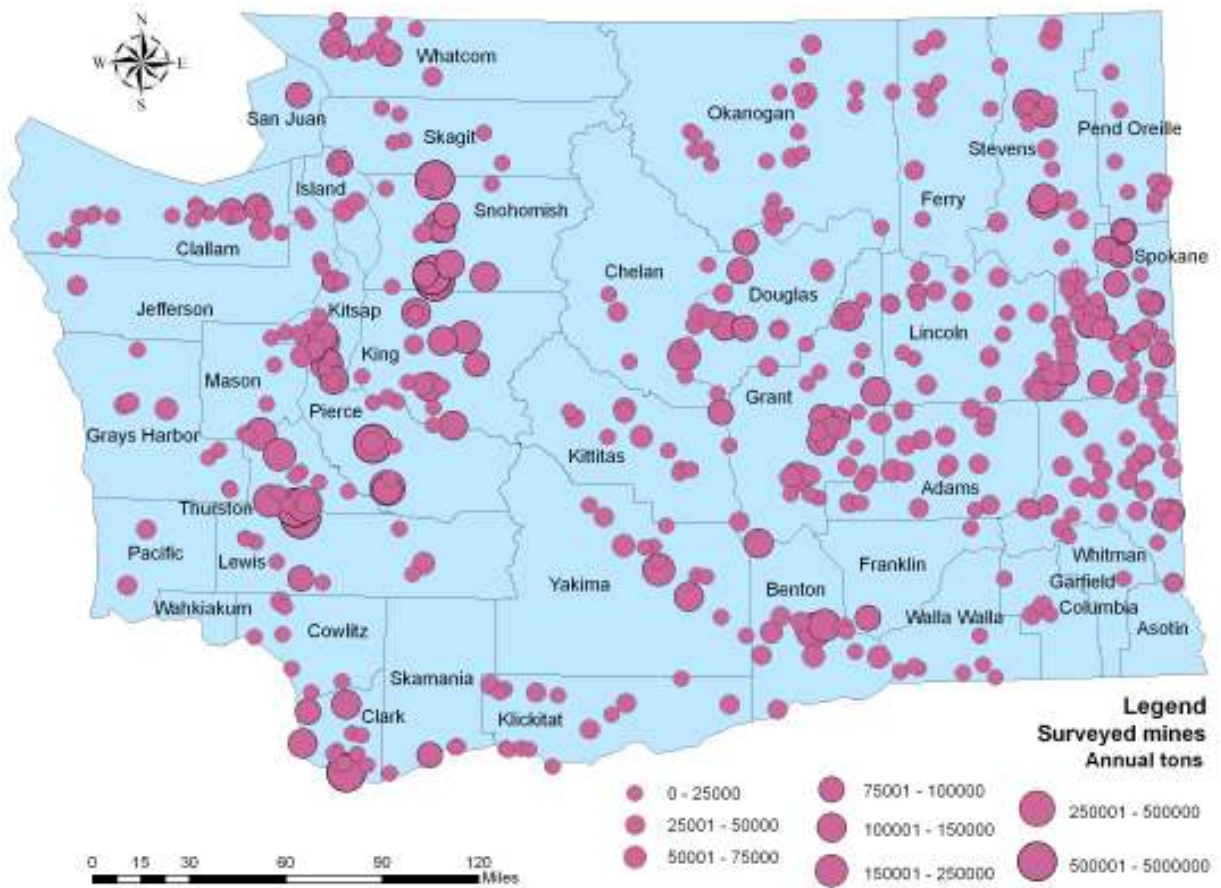 N
W E
S
Whatcom
San Juan
Skagit
Okanogan
Pend Oreille
Stevens
Island
Snohomish
Ferry
Clallam
Spokane
Chelan
Douglas
Jefferson
Kitsap
Lincoln
King
Mason
Grant
Pierce
Grays Harbor
Kittitas
Adams
Thurston
Pacific
Lewis
Whitman
Franklin
Yakima
Benton
Garfield
Wahkiakum
Columbia
Walla Walla
Cowlitz
Asotin
Skamania
Clark
Klickitat
Legend
Surveyed mines
Annual tons
0 - 25000
25001 - 50000
50001 - 75000
75001 - 100000
100001 - 150000
150001 - 250000
250001 - 500000
500001 - 5000000
0 15 30 60 90 120
Miles